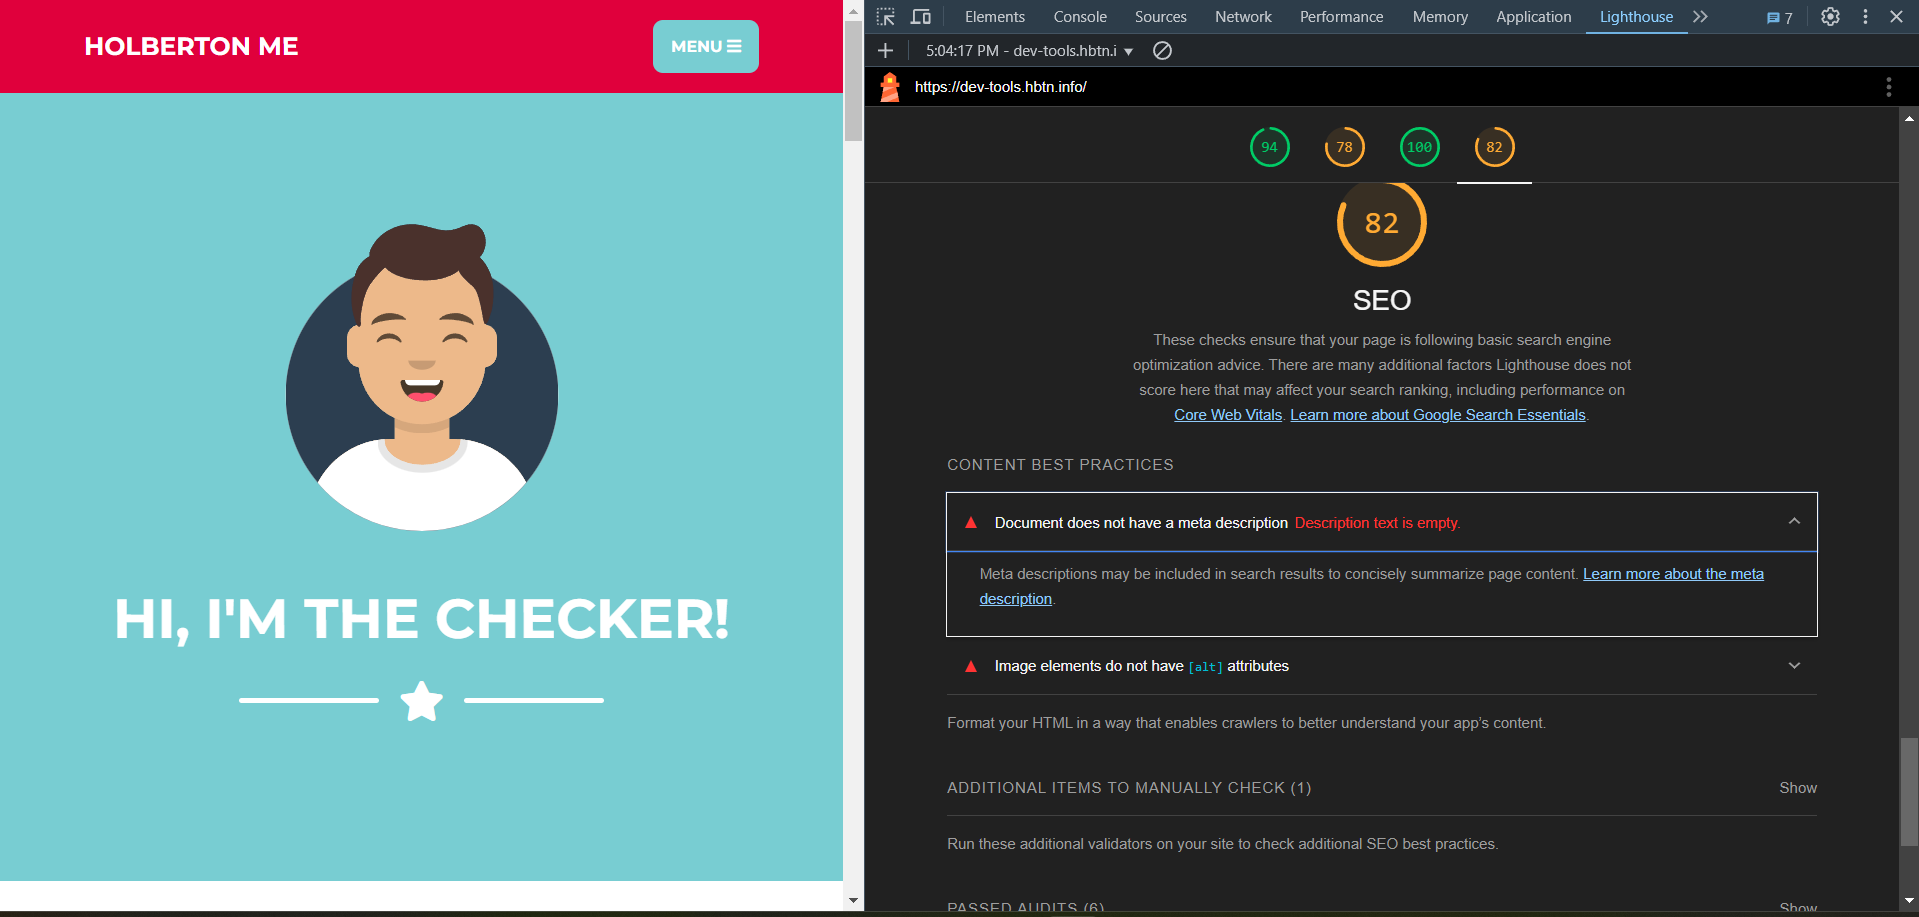 HOLBERTON ME
MENU
HI, I'M THE CHECKER!
Elements Console Sources Network Performance Memory Application Lighthouse 7
5:04:17 PM - dev-tools.hbtn.i
https://dev-tools.hbtn.info/
94 78 100 82
82
SEO
These checks ensure that your page is following basic search engine
optimization advice. There are many additional factors Lighthouse does not
score here that may affect your search ranking, including performance on
Core Web Vitals. Learn more about Google Search Essentials.
CONTENT BEST PRACTICES
Document does not have a meta description Description text is empty.
Meta descriptions may be included in search results to concisely summarize page content. Learn more about the meta
description.
Image elements do not have [alt] attributes
Format your HTML in a way that enables crawlers to better understand your app's content.
ADDITIONAL ITEMS TO MANUALLY CHECK (1) Show
Run these additional validators on your site to check additional SEO best practices.
PASSED AUDITS (6) Show